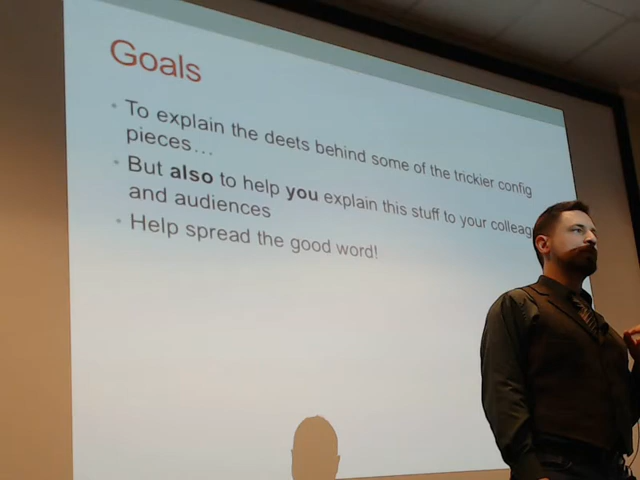 Goals
• To explain the deets behind some of the trickier config
pieces…
• But also to help you explain this stuff to your
and audiences
• Help spread the good word!